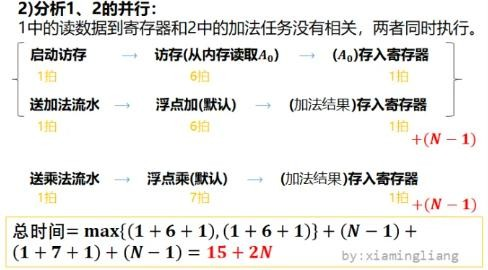 2)分析1、2的并行：
1中的读数据到寄存器和2中的加法任务没有相关，两者同时执行。
启动访存 → 访存(从内存读取A₀) → (A₀)存入寄存器
1拍 6拍 1拍
送加法流水 → 浮点加(默认) → (加法结果)存入寄存器
1拍 6拍 1拍
+(N − 1)
送乘法流水 → 浮点乘(默认) → (加法结果)存入寄存器
1拍 7拍 1拍
+(N − 1)
总时间= max{(1 + 6 + 1), (1 + 6 + 1)} + (N − 1) +
(1 + 7 + 1) + (N − 1) = 15 + 2N
by:xiamingliang